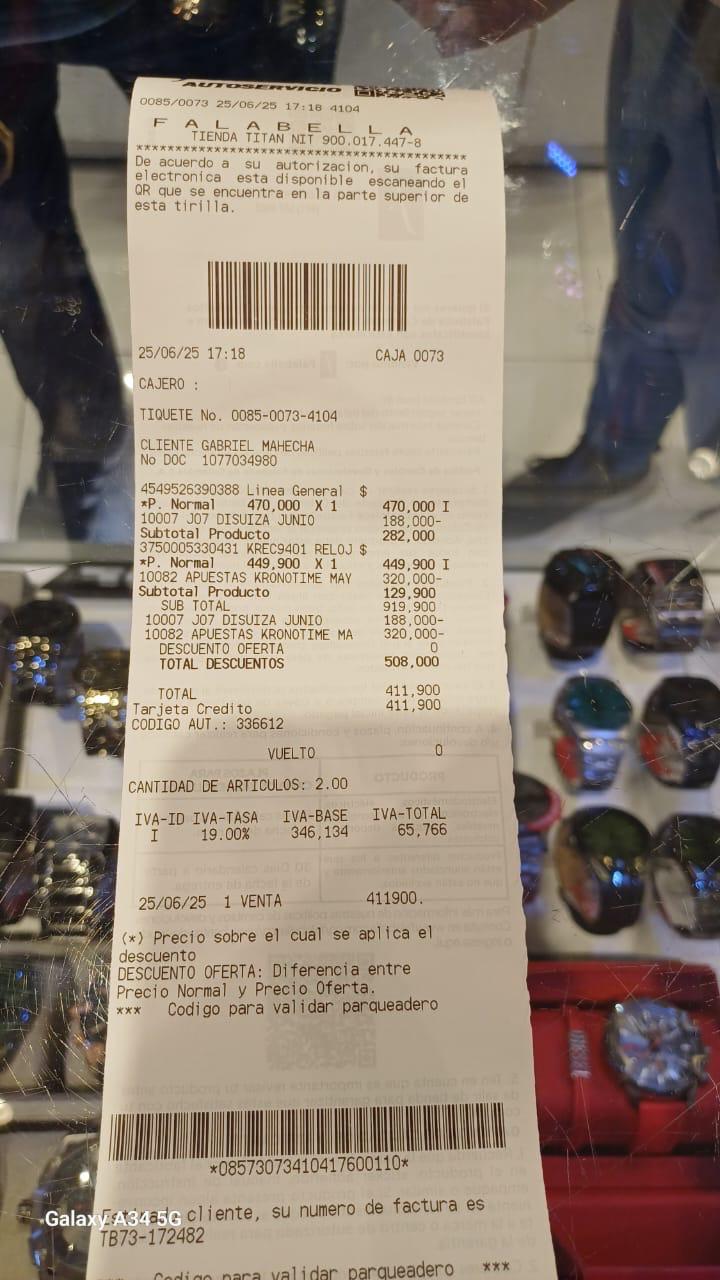 AUTOSERVICIO
0085/0073 25/06/25 17:18 4104
F A L A B E L L A
TIENDA TITAN NIT 900.017.447-8
*****************************************
De acuerdo a su autorizacion, su factura
electronica esta disponible escaneando el
QR que se encuentra en la parte superior de
esta tirilla.
25/06/25 17:18 CAJA 0073
CAJERO :
TIQUETE No. 0085-0073-4104
CLIENTE GABRIEL MAHECHA
No DOC 1077034980
4549526390388 Linea General $
*P. Normal 470,000 X 1 470,000 I
10007 J07 DISUIZA JUNIO 188,000-
Subtotal Producto 282,000
3750005330431 KREC9401 RELOJ $
*P. Normal 449,900 X 1 449,900 I
10082 APUESTAS KRONOTIME MAY 320,000-
Subtotal Producto 129,900
SUB TOTAL 919,900
10007 J07 DISUIZA JUNIO 188,000-
10082 APUESTAS KRONOTIME MA 320,000-
DESCUENTO OFERTA 0
TOTAL DESCUENTOS 508,000
TOTAL 411,900
Tarjeta Credito 411,900
CODIGO AUT.: 336612
VUELTO 0
CANTIDAD DE ARTICULOS: 2.00
IVA-ID IVA-TASA IVA-BASE IVA-TOTAL
I 19.00% 346,134 65,766
25/06/25 1 VENTA 411900.
(*) Precio sobre el cual se aplica el
descuento
DESCUENTO OFERTA: Diferencia entre
Precio Normal y Precio Oferta.
*** Codigo para validar parqueadero
*08573073410417600110*
cliente, su numero de factura es
TB73-172482
Codigo para validar parqueadero ***
Galaxy A34 5G